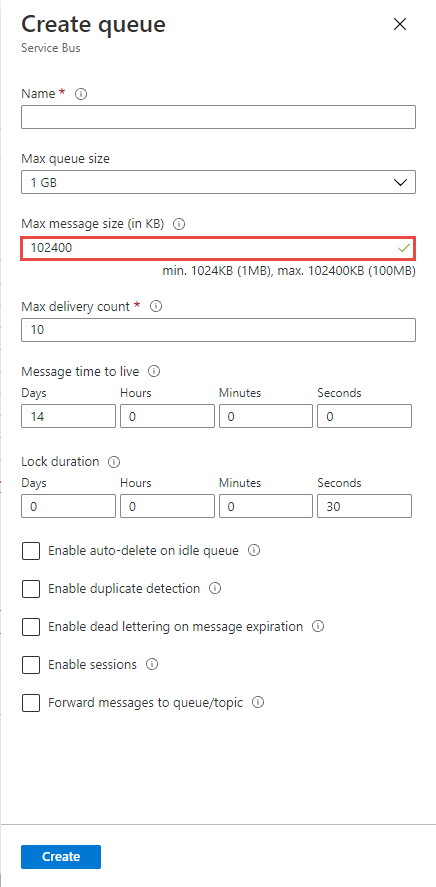 Create queue
Service Bus
Name *
Max queue size
1 GB
Max message size (in KB)
102400
min. 1024KB (1MB), max. 102400KB (100MB)
Max delivery count *
10
Message time to live
Days Hours Minutes Seconds
14 0 0 0
Lock duration
Days Hours Minutes Seconds
0 0 0 30
Enable auto-delete on idle queue
Enable duplicate detection
Enable dead lettering on message expiration
Enable sessions
Forward messages to queue/topic
Create